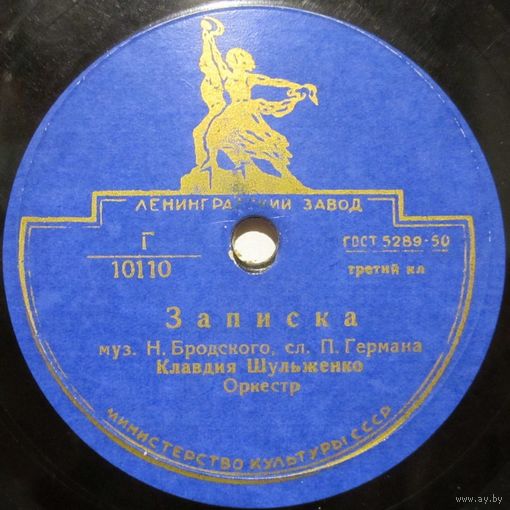 ЛЕНИНГРАДСКИЙ ЗАВОД
Г
10110
ГОСТ 5289-50
третий кл
Записка
муз. Н. Бродского, сл. П. Германа
Клавдия Шульженко
Оркестр
МИНИСТЕРСТВО КУЛЬТУРЫ СССР
www.ay.by